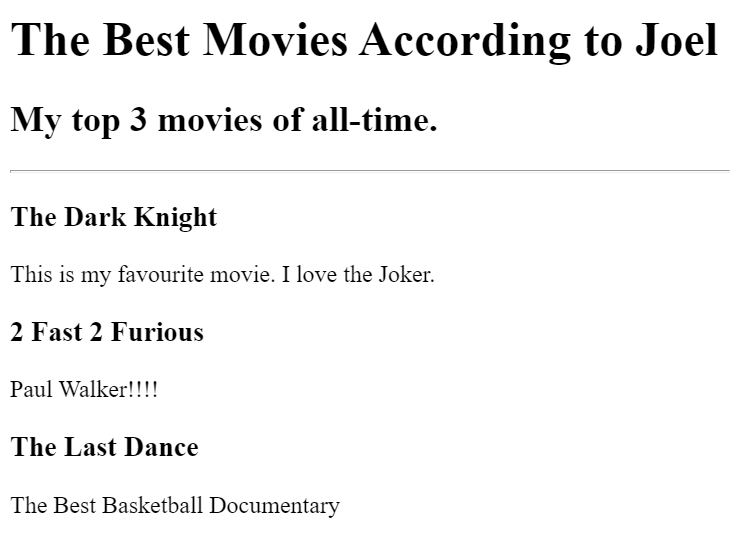 The Best Movies According to Joel
My top 3 movies of all-time.
The Dark Knight
This is my favourite movie. I love the Joker.
2 Fast 2 Furious
Paul Walker!!!!
The Last Dance
The Best Basketball Documentary